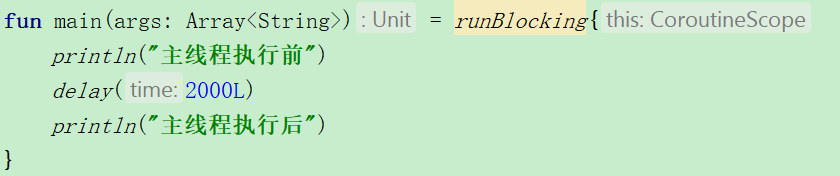 fun main(args: Array<String>) : Unit = runBlocking{ this: CoroutineScope
println("主线程执行前")
delay( time: 2000L)
println("主线程执行后")
}